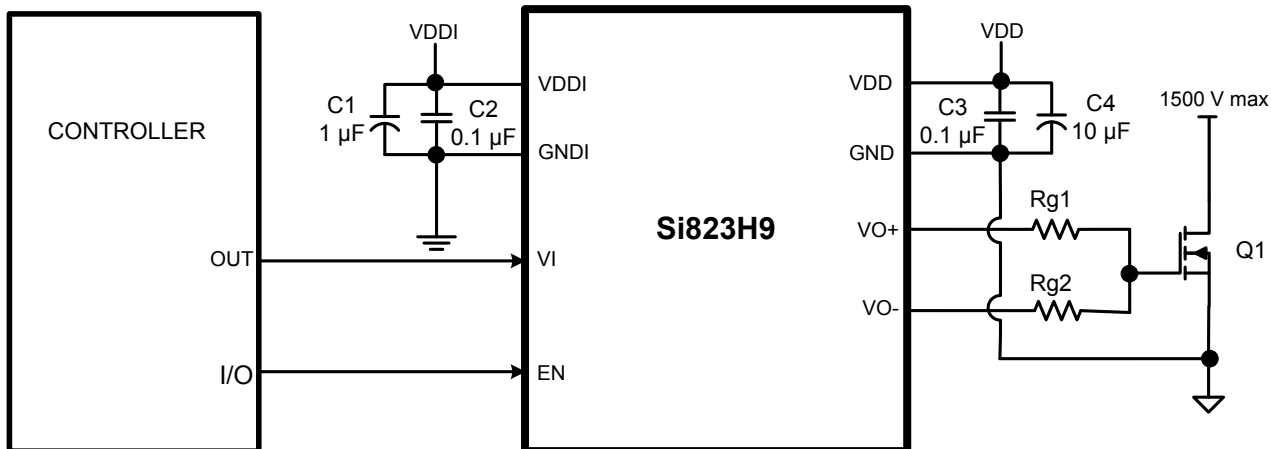 CONTROLLER
OUT
I/O
VDDI
C1
1 µF
C2
0.1 µF
VDDI
GNDI
VI
EN
Si823H9
VDD
GND
VO+
VO-
VDD
C3
0.1 µF
C4
10 µF
Rg1
Rg2
1500 V max
Q1